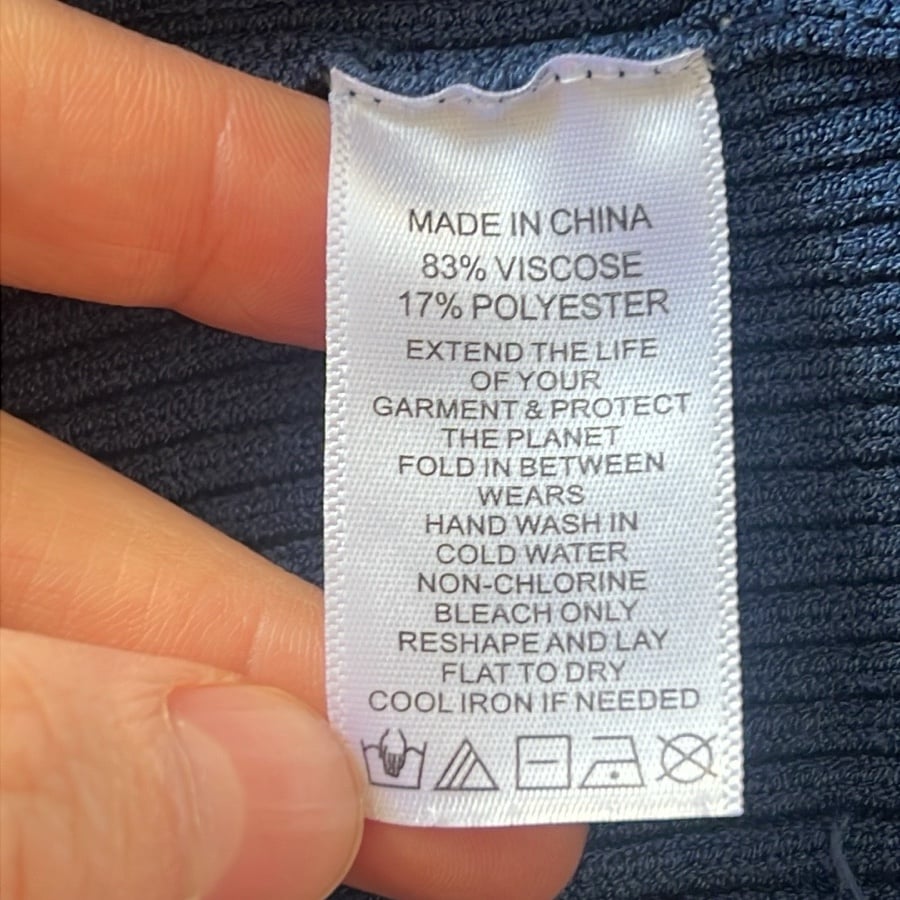 MADE IN CHINA
83% VISCOSE
17% POLYESTER
EXTEND THE LIFE
OF YOUR
GARMENT & PROTECT
THE PLANET
FOLD IN BETWEEN
WEARS
HAND WASH IN
COLD WATER
NON-CHLORINE
BLEACH ONLY
RESHAPE AND LAY
FLAT TO DRY
COOL IRON IF NEEDED